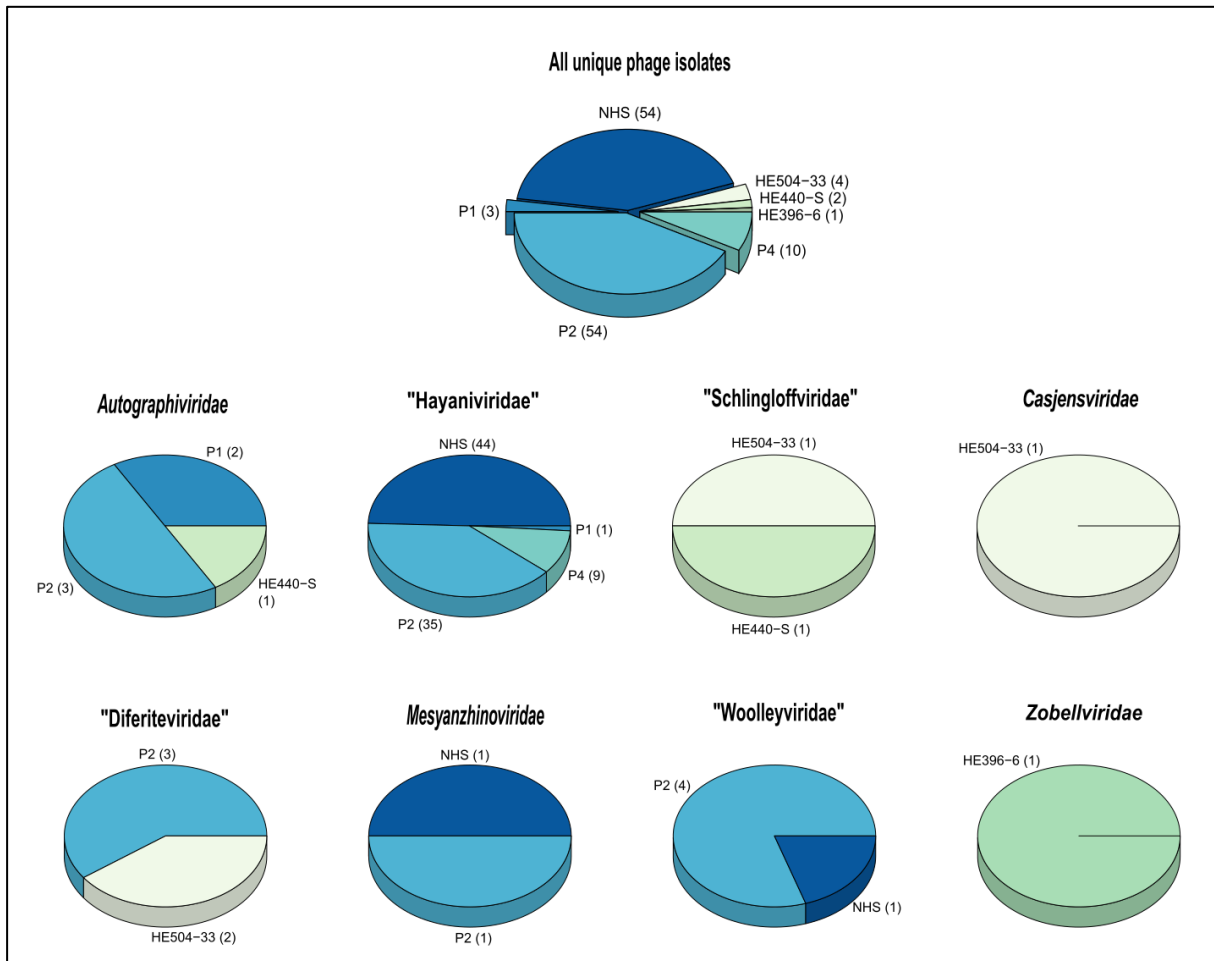 All unique phage isolates
NHS (54)
HE504−33 (4)
HE440−S (2)
HE396−6 (1)
P1 (3)
P4 (10)
P2 (54)
Autographiviridae
P1 (2)
P2 (3)
HE440−S
(1)
"Hayaniviridae"
NHS (44)
P1 (1)
P4 (9)
P2 (35)
"Schlingloffviridae"
HE504−33 (1)
HE440−S (1)
Casjensviridae
HE504−33 (1)
"Diferiteviridae"
P2 (3)
HE504−33 (2)
Mesyanzhinoviridae
NHS (1)
P2 (1)
"Woolleyviridae"
P2 (4)
NHS (1)
Zobellviridae
HE396−6 (1)